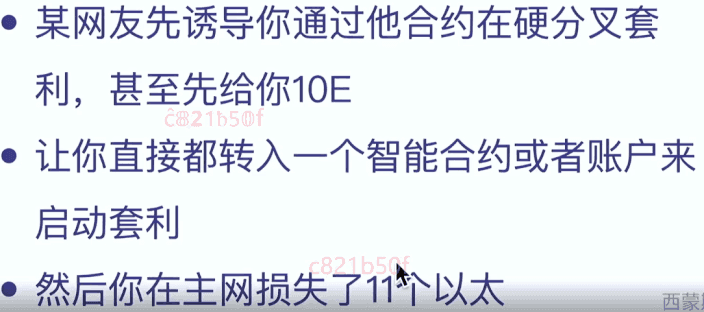 • 某网友先诱导你通过他合约在硬分叉套
利，甚至先给你10E
c821b50f
• 让你直接都转入一个智能合约或者账户来
启动套利
c821b50f
• 然后你在主网损失了11个以太
西蒙